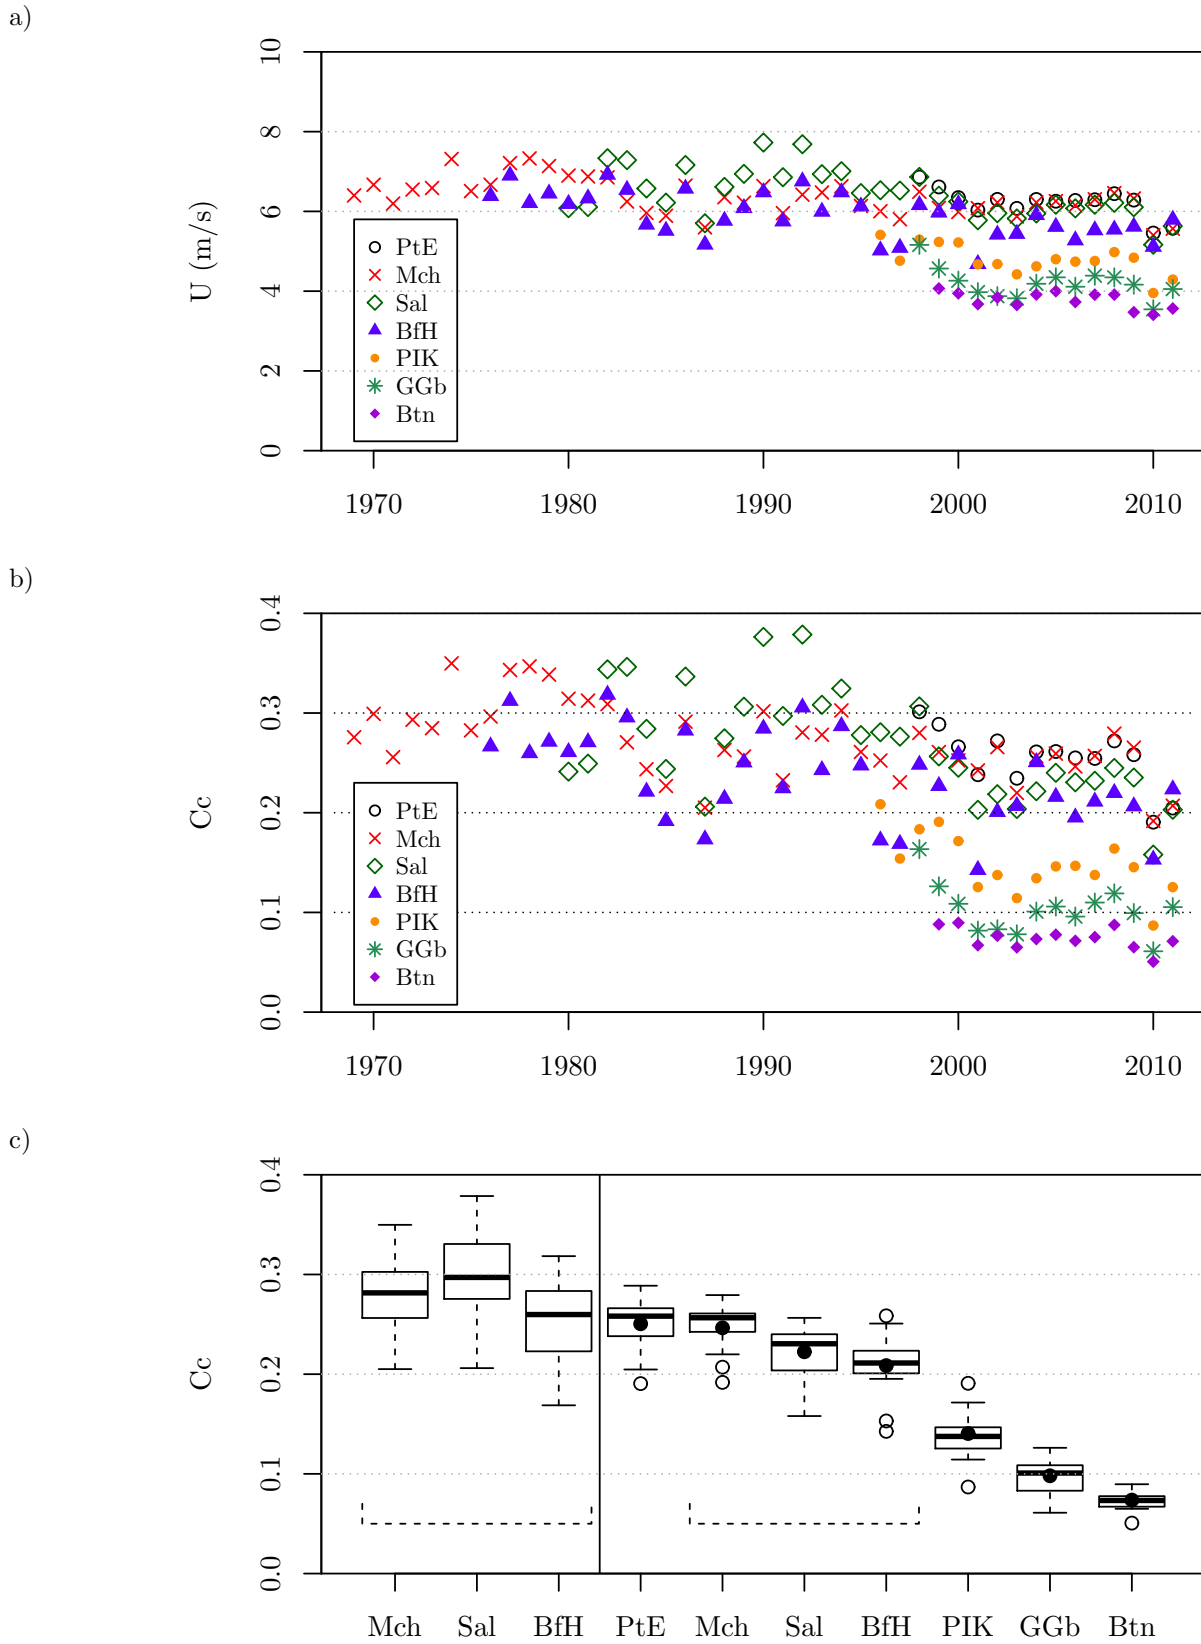 a)
10
8
6
4
2
0
U (m/s)
PtE
Mch
Sal
BfH
PIK
GGb
Btn
1970 1980 1990 2000 2010
b)
0.4
0.3
0.2
0.1
0.0
Cc
PtE
Mch
Sal
BfH
PIK
GGb
Btn
1970 1980 1990 2000 2010
c)
0.4
0.3
0.2
0.1
0.0
Cc
Mch Sal BfH PtE Mch Sal BfH PIK GGb Btn